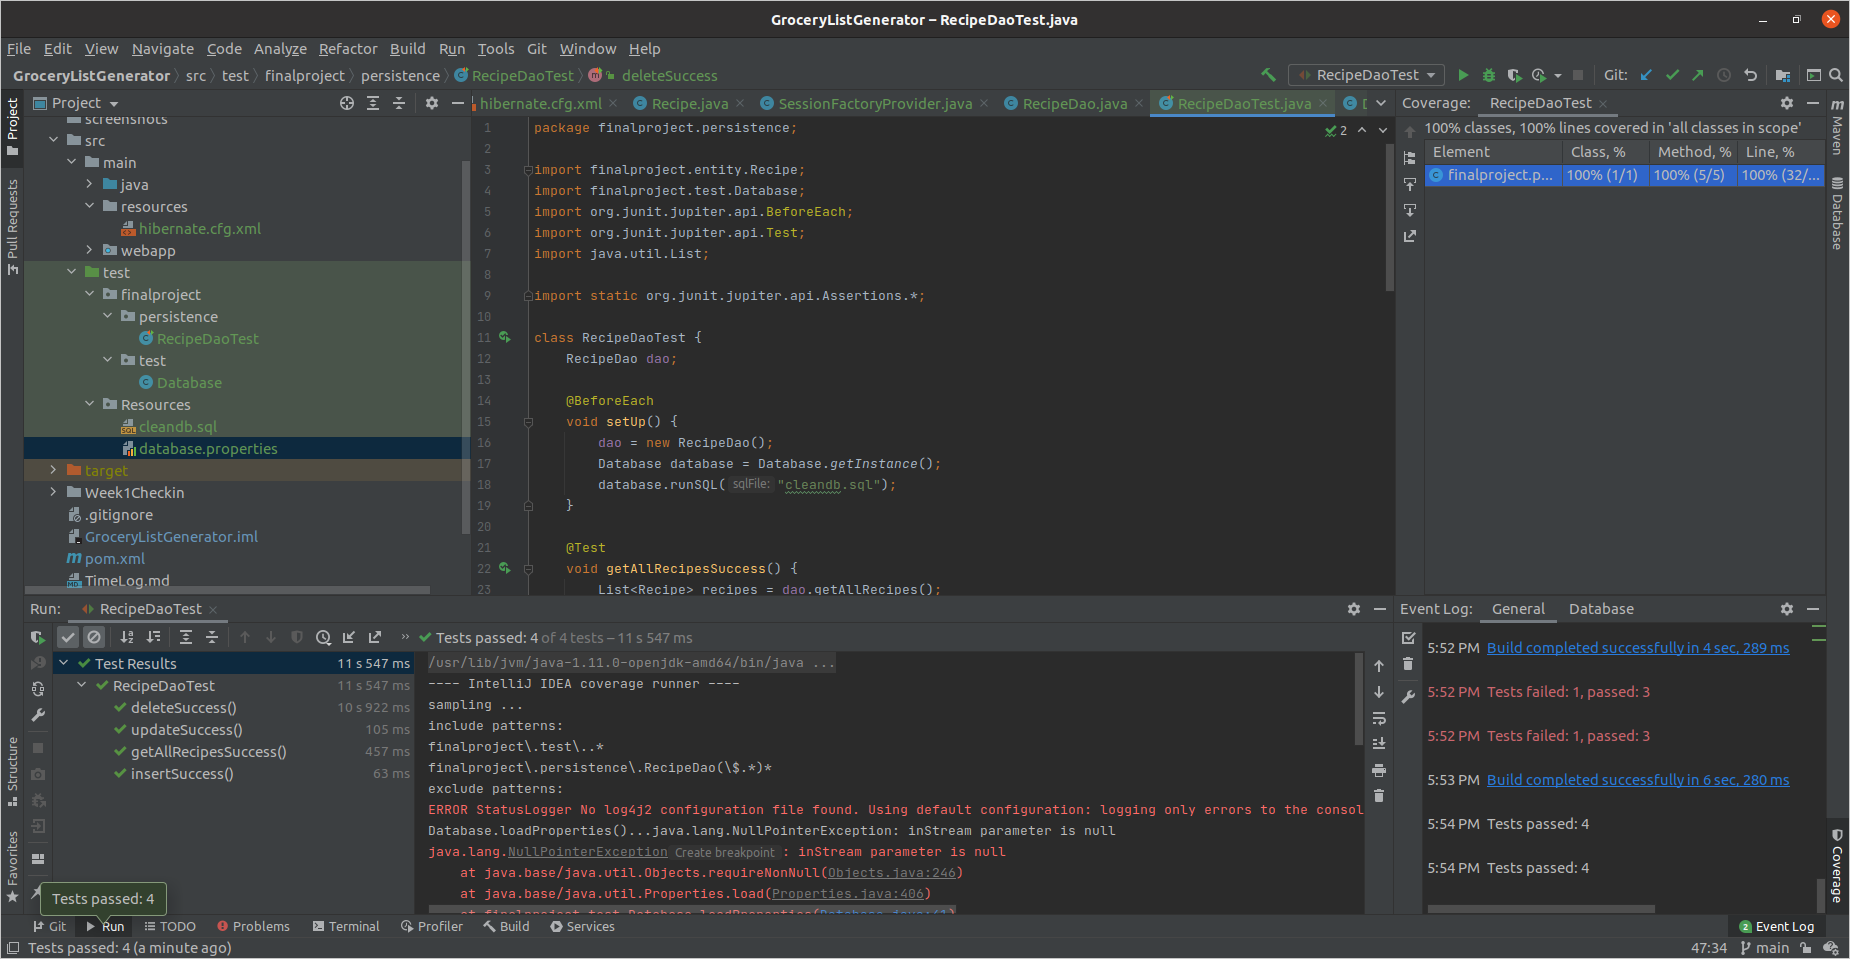 GroceryListGenerator – RecipeDaoTest.java
File Edit View Navigate Code Analyze Refactor Build Run Tools Git Window Help
GroceryListGenerator src test finalproject persistence RecipeDaoTest deleteSuccess
RecipeDaoTest Git:
Project
hibernate.cfg.xml Recipe.java SessionFactoryProvider.java RecipeDao.java RecipeDaoTest.java
Coverage: RecipeDaoTest
Project
Pull Requests
Structure
Favorites
screenshots
src
main
java
resources
hibernate.cfg.xml
webapp
test
finalproject
persistence
RecipeDaoTest
test
Database
Resources
cleandb.sql
database.properties
target
Week1Checkin
.gitignore
GroceryListGenerator.iml
pom.xml
TimeLog.md
2
1 package finalproject.persistence;
2
3 import finalproject.entity.Recipe;
4 import finalproject.test.Database;
5 import org.junit.jupiter.api.BeforeEach;
6 import org.junit.jupiter.api.Test;
7 import java.util.List;
8
9 import static org.junit.jupiter.api.Assertions.*;
10
11 class RecipeDaoTest {
12 RecipeDao dao;
13
14 @BeforeEach
15 void setUp() {
16 dao = new RecipeDao();
17 Database database = Database.getInstance();
18 database.runSQL( sqlFile: "cleandb.sql");
19 }
20
21 @Test
22 void getAllRecipesSuccess() {
23 List<Recipe> recipes = dao.getAllRecipes();
100% classes, 100% lines covered in 'all classes in scope'
Element Class, % Method, % Line, %
finalproject.p... 100% (1/1) 100% (5/5) 100% (32/...
Maven
Database
Coverage
Run: RecipeDaoTest
Tests passed: 4 of 4 tests – 11 s 547 ms
Test Results 11 s 547 ms
RecipeDaoTest 11 s 547 ms
deleteSuccess() 10 s 922 ms
updateSuccess() 105 ms
getAllRecipesSuccess() 457 ms
insertSuccess() 63 ms
/usr/lib/jvm/java-1.11.0-openjdk-amd64/bin/java ...
---- IntelliJ IDEA coverage runner ----
sampling ...
include patterns:
finalproject\.test\..*
finalproject\.persistence\.RecipeDao(\$.*)*
exclude patterns:
ERROR StatusLogger No log4j2 configuration file found. Using default configuration: logging only errors to the consol
Database.loadProperties()...java.lang.NullPointerException: inStream parameter is null
java.lang.NullPointerException Create breakpoint : inStream parameter is null
at java.base/java.util.Objects.requireNonNull(Objects.java:246)
at java.base/java.util.Properties.load(Properties.java:406)
Event Log: General Database
5:52 PM Build completed successfully in 4 sec, 289 ms
5:52 PM Tests failed: 1, passed: 3
5:52 PM Tests failed: 1, passed: 3
5:53 PM Build completed successfully in 6 sec, 280 ms
5:54 PM Tests passed: 4
5:54 PM Tests passed: 4
Tests passed: 4
Git Run TODO Problems Terminal Profiler Build Services 2 Event Log
Tests passed: 4 (a minute ago) 47:34 main